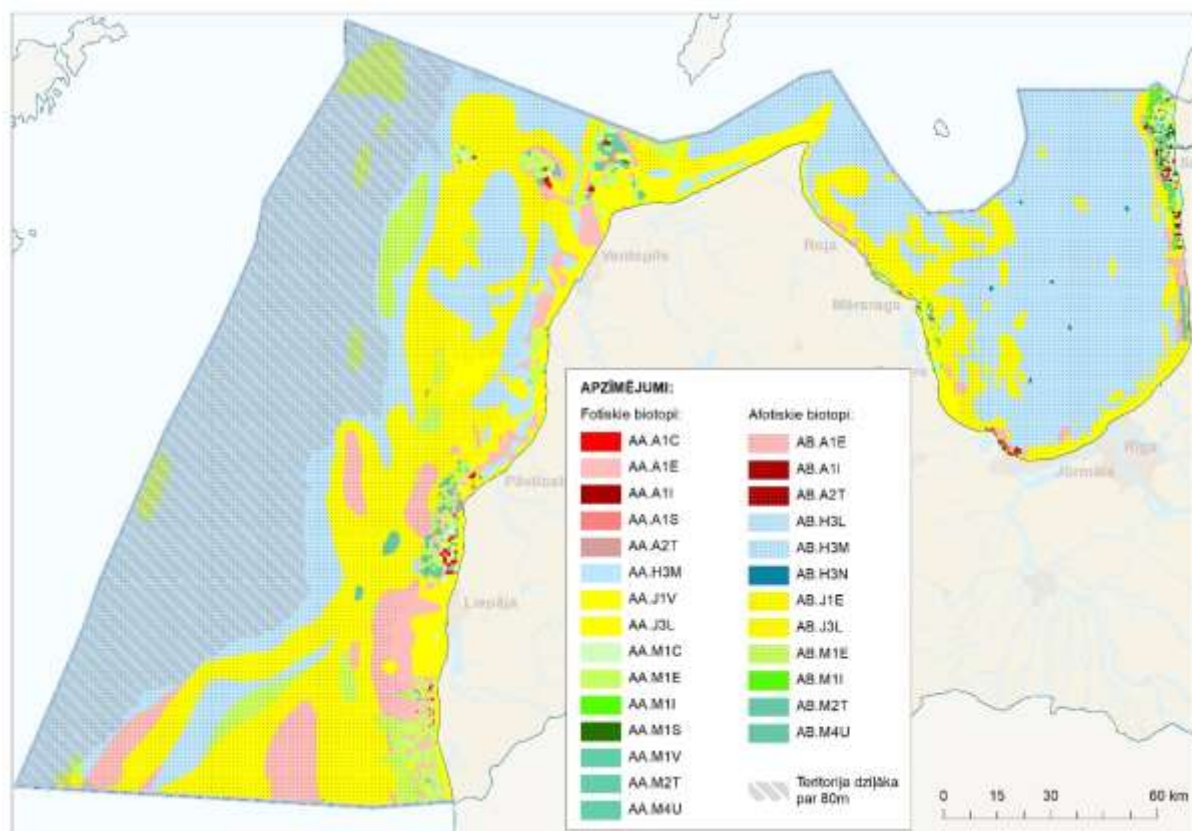 Ventspils
Roja
Mērsrags
Liepāja
Jūrmala
Rīga
APZĪMĒJUMI:
Fotiskie biotopi:
AA.A1C
AA.A1E
AA.A1I
AA.A1S
AA.A2T
AA.H3M
AA.J1V
AA.J3L
AA.M1C
AA.M1E
AA.M1I
AA.M1S
AA.M1V
AA.M2T
AA.M4U
Afotiskie biotopi:
AB.A1E
AB.A1I
AB.A2T
AB.H3L
AB.H3M
AB.H3N
AB.J1E
AB.J3L
AB.M1E
AB.M1I
AB.M2T
AB.M4U
Teritorija dziļāka
par 80m
0 15 30 60 km